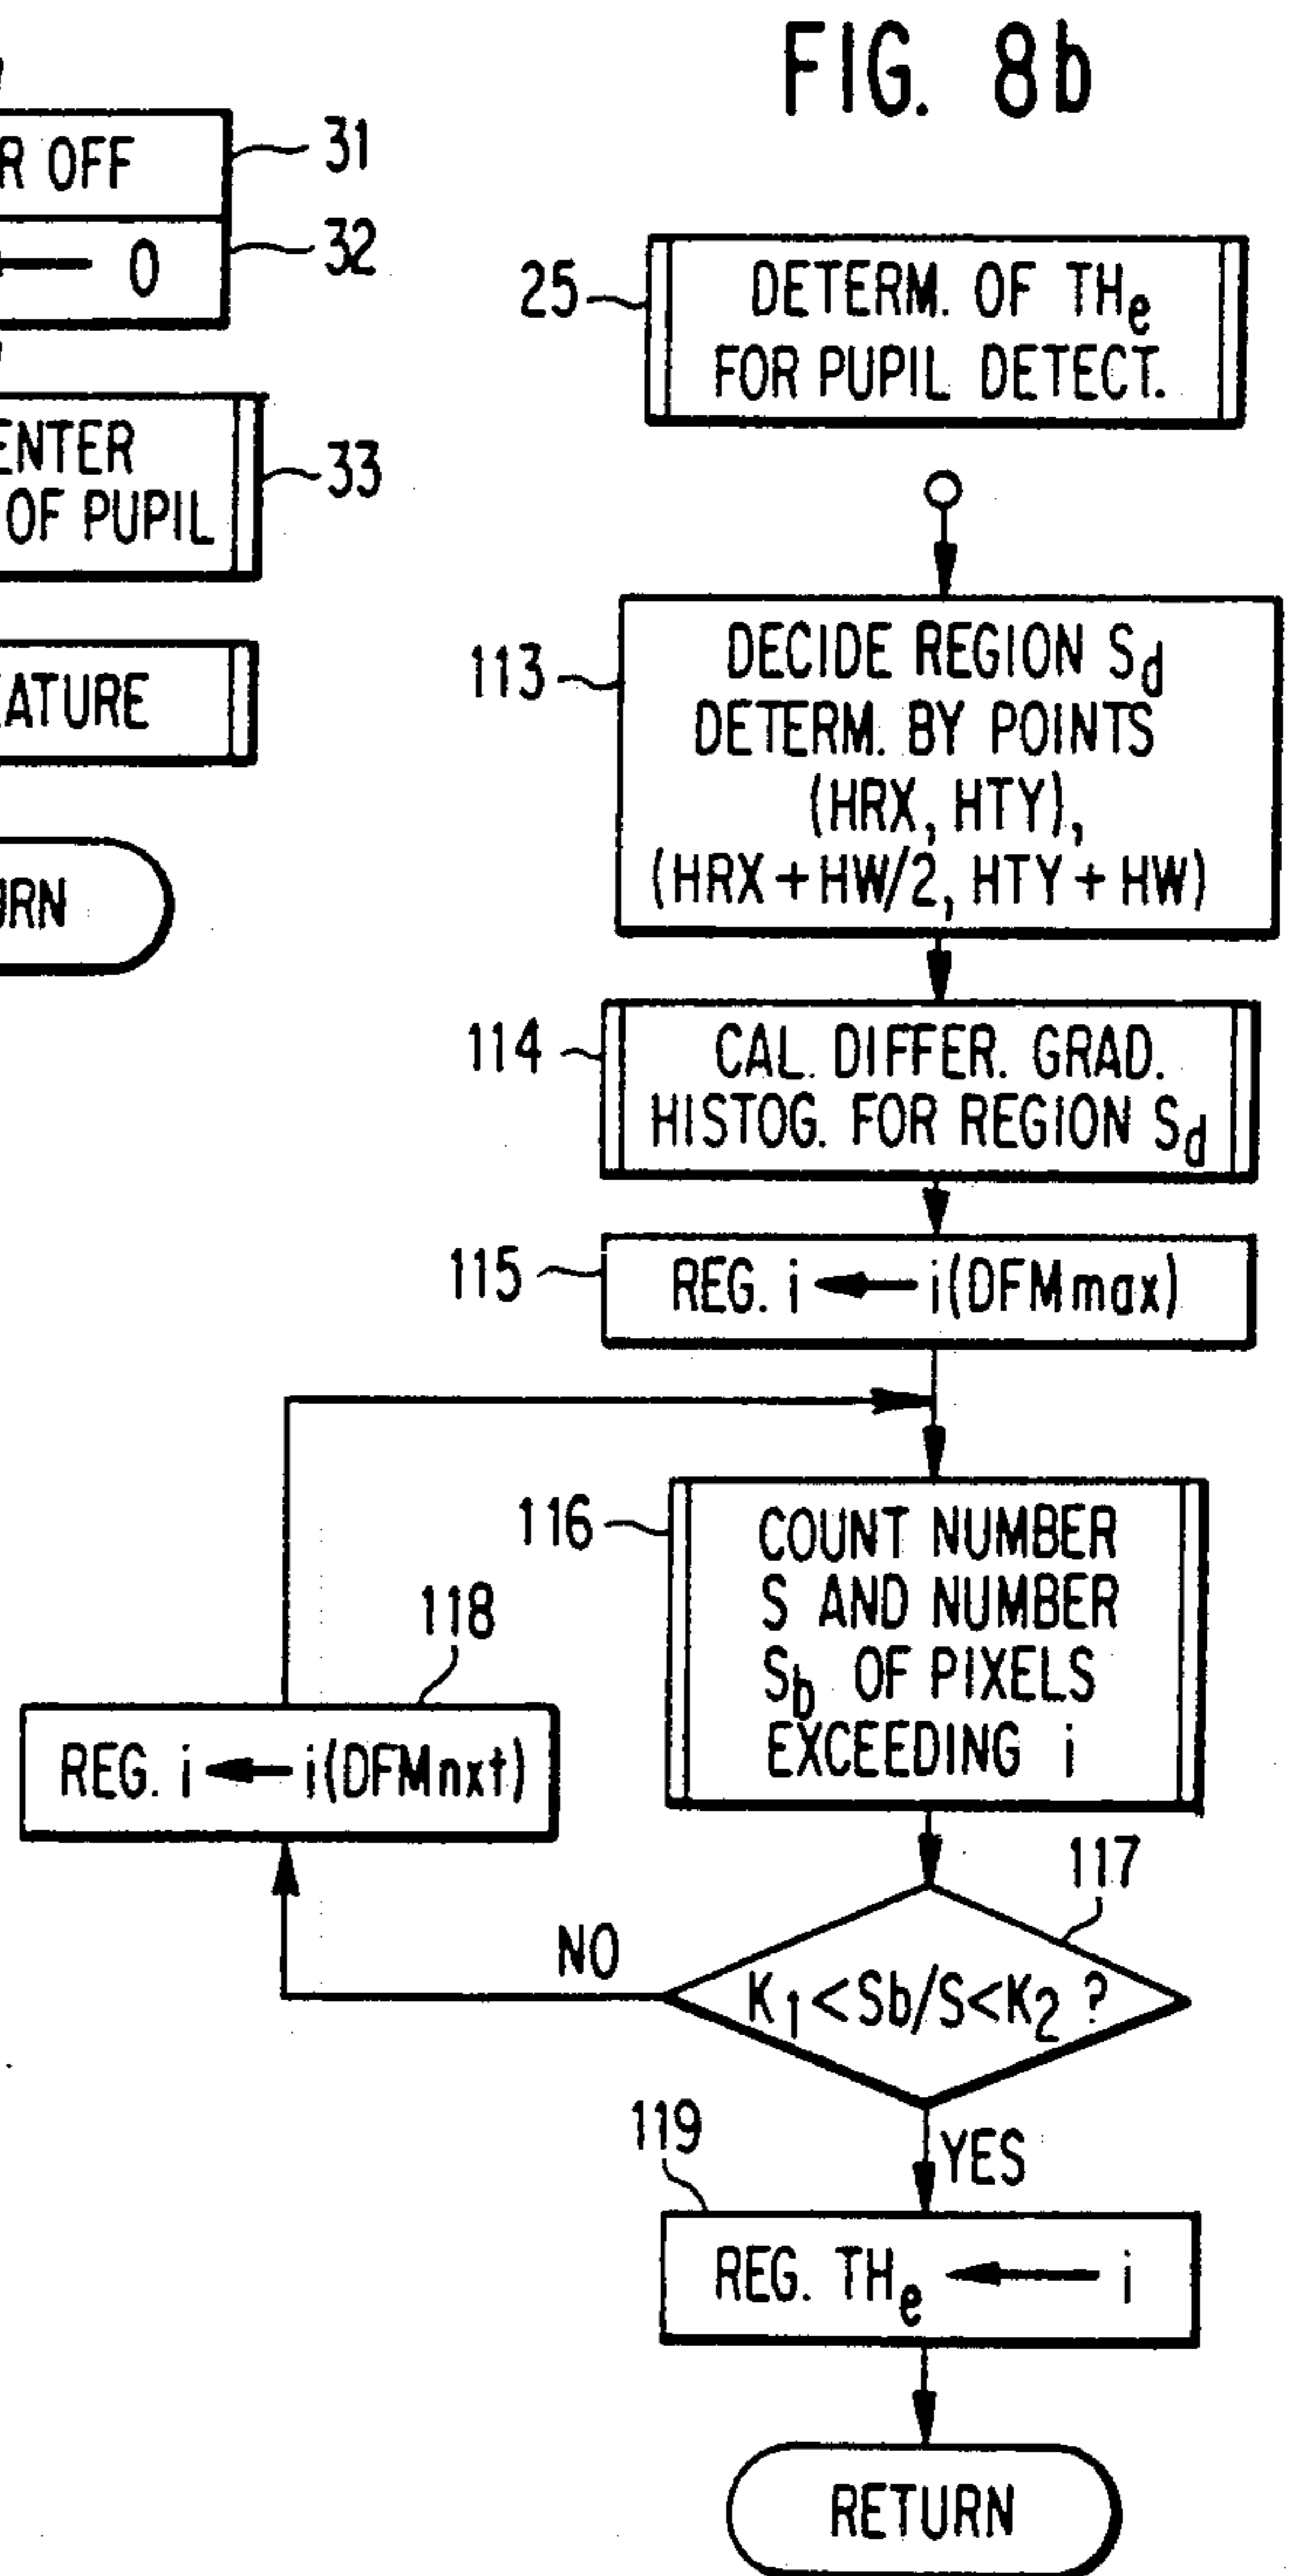 FIG. 8b
R OFF
31
← 0
32
ENTER
OF PUPIL
33
EATURE
URN
25
DETERM. OF THe
FOR PUPIL DETECT.
113
DECIDE REGION Sd
DETERM. BY POINTS
(HRX, HTY),
(HRX+HW/2, HTY+HW)
114
CAL. DIFFER. GRAD.
HISTOG. FOR REGION Sd
115
REG. i ← i(DFMmax)
116
COUNT NUMBER
S AND NUMBER
Sb OF PIXELS
EXCEEDING i
118
REG. i ← i(DFMnxt)
117
NO
K1<Sb/S<K2 ?
YES
119
REG. THe ← i
RETURN